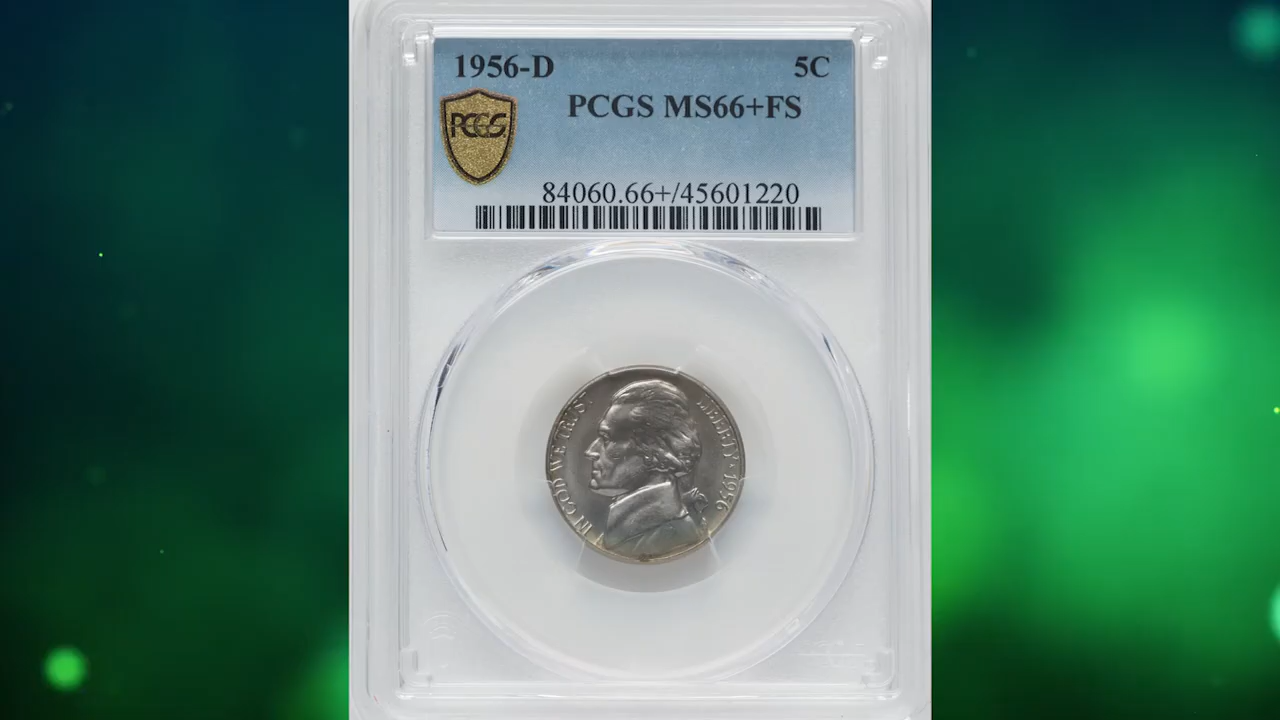 1956-D 5C
PCGS MS66+FS
PCGS
84060.66+/45601220
IN GOD WE TRUST
LIBERTY ★ 1956